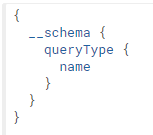 {
  __schema {
    queryType {
      name
    }
  }
}